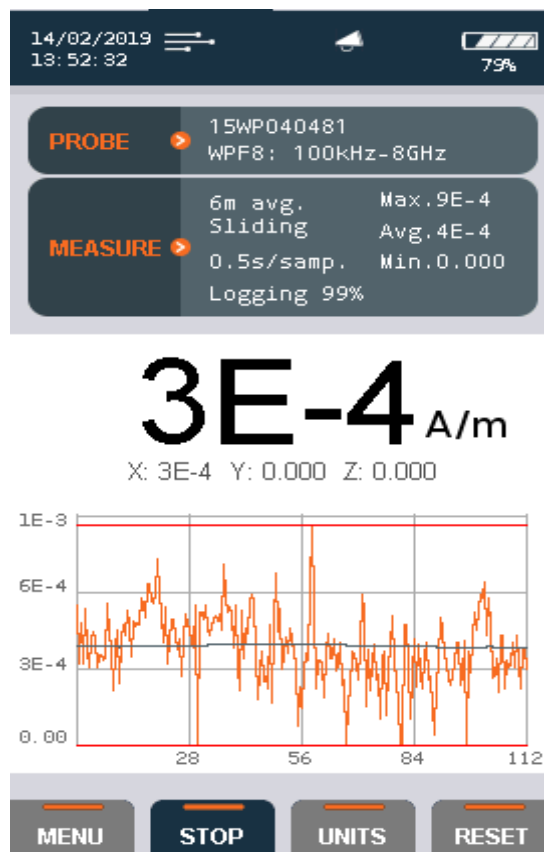 14/02/2019
13:52:32
79%
PROBE
15WP040481
WPF8: 100kHz-8GHz
MEASURE
6m avg.
Sliding
0.5s/samp.
Logging 99%
Max.9E-4
Avg.4E-4
Min.0.000
3E-4 A/m
X: 3E-4 Y: 0.000 Z: 0.000
1E-3
6E-4
3E-4
0.00
28 56 84 112
MENU STOP UNITS RESET